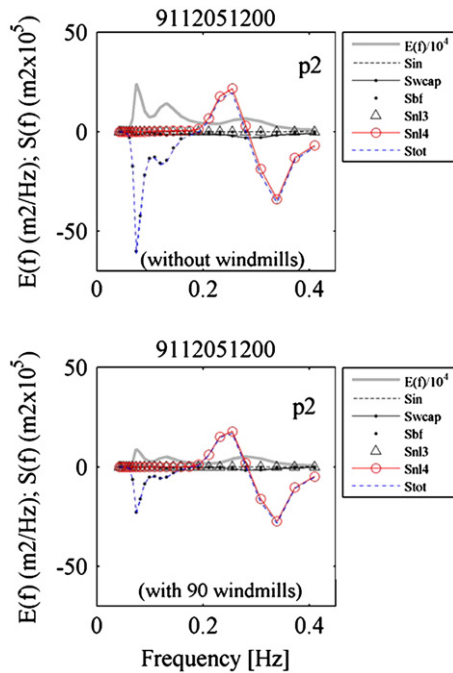 9112051200
50
0
-50
0
0.2
0.4
E(f) (m2/Hz); S(f) (m2x10⁵)
p2
(without windmills)
E(f)/10⁴
Sin
Swcap
Sbf
Snl3
Snl4
Stot
9112051200
50
0
-50
0
0.2
0.4
E(f) (m2/Hz); S(f) (m2x10⁵)
p2
(with 90 windmills)
E(f)/10⁴
Sin
Swcap
Sbf
Snl3
Snl4
Stot
Frequency [Hz]